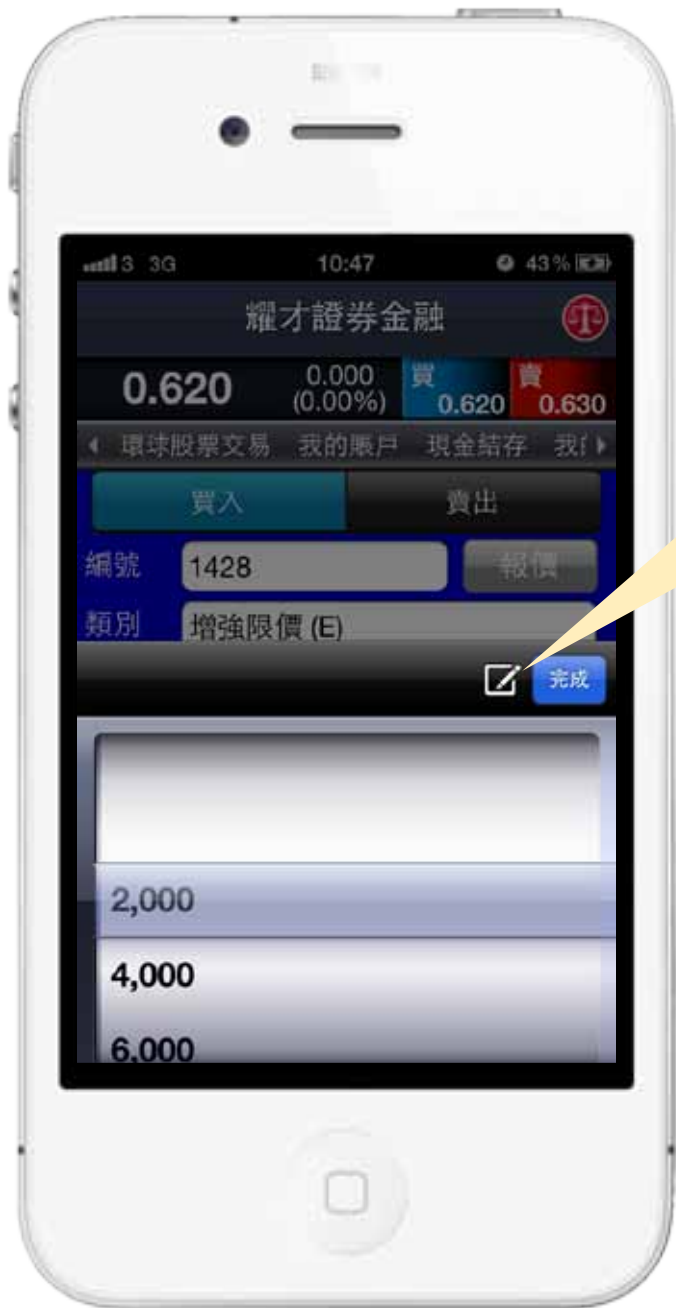 3 3G 10:47 43%
耀才證券金融
0.620 0.000 (0.00%) 買 0.620 賣 0.630
環球股票交易 我的賬戶 現金結存
買入 賣出
編號 1428 報價
類別 增強限價 (E)
完成
2,000
4,000
6,000